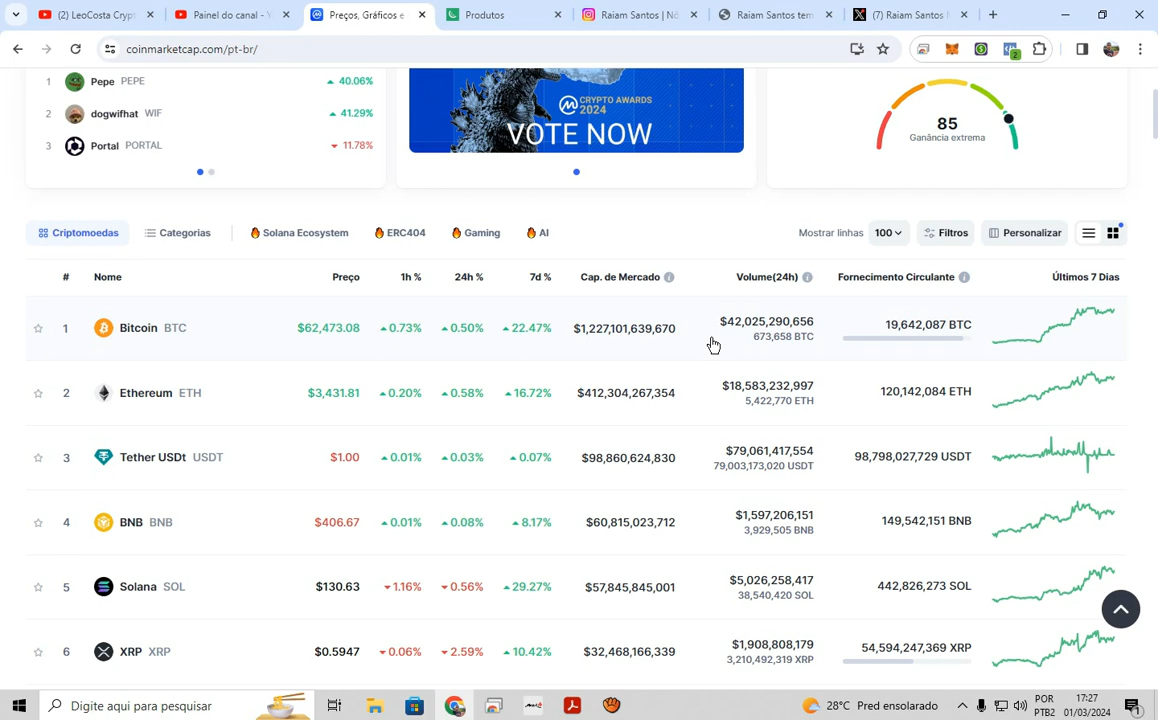 (2) LeoCosta Crypt
Painel do canal - Y
Preços, Gráficos e
Produtos
Raiam Santos | Nó
Raiam Santos tem
(7) Raiam Santos
coinmarketcap.com/pt-br/
2
1 Pepe PEPE 40.06%
2 dogwifhat WIF 41.29%
3 Portal PORTAL 11.78%
CRYPTO AWARDS
2024
VOTE NOW
85
Ganância extrema
Criptomoedas Categorias Solana Ecosystem ERC404 Gaming AI Mostrar linhas 100 Filtros Personalizar
# Nome Preço 1h % 24h % 7d % Cap. de Mercado Volume(24h) Fornecimento Circulante Últimos 7 Dias
1 Bitcoin BTC $62,473.08 0.73% 0.50% 22.47% $1,227,101,639,670 $42,025,290,656 19,642,087 BTC
673,658 BTC
2 Ethereum ETH $3,431.81 0.20% 0.58% 16.72% $412,304,267,354 $18,583,232,997 120,142,084 ETH
5,422,770 ETH
3 Tether USDt USDT $1.00 0.01% 0.03% 0.07% $98,860,624,830 $79,061,417,554 98,798,027,729 USDT
79,003,173,020 USDT
4 BNB BNB $406.67 0.01% 0.08% 8.17% $60,815,023,712 $1,597,206,151 149,542,151 BNB
3,929,505 BNB
5 Solana SOL $130.63 1.16% 0.56% 29.27% $57,845,845,001 $5,026,258,417 442,826,273 SOL
38,540,420 SOL
6 XRP XRP $0.5947 0.06% 2.59% 10.42% $32,468,166,339 $1,908,808,179 54,594,247,369 XRP
3,210,492,319 XRP
Digite aqui para pesquisar
28°C Pred ensolarado
POR
PTB2
17:27
01/03/2024
1